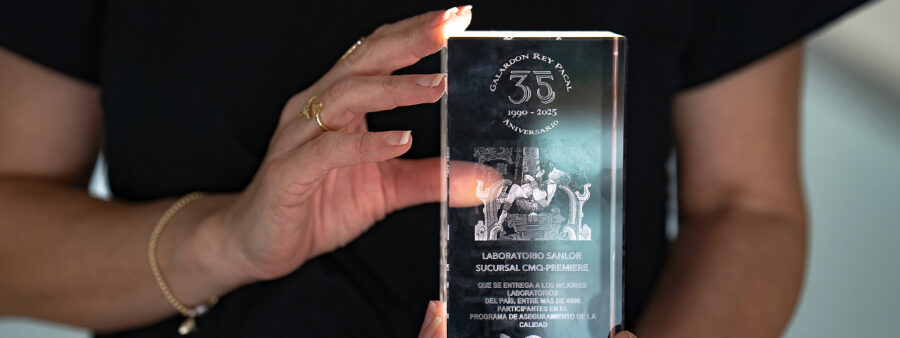 GALARDON REY PACAL
35
1990 - 2025
ANIVERSARIO
LABORATORIO SANLOR
SUCURSAL CMQ-PREMIERE
QUE SE ENTREGA A LOS MEJORES
LABORATORIOS
DEL PAÍS, ENTRE MÁS DE 4000
PARTICIPANTES EN EL
PROGRAMA DE ASEGURAMIENTO DE LA
CALIDAD